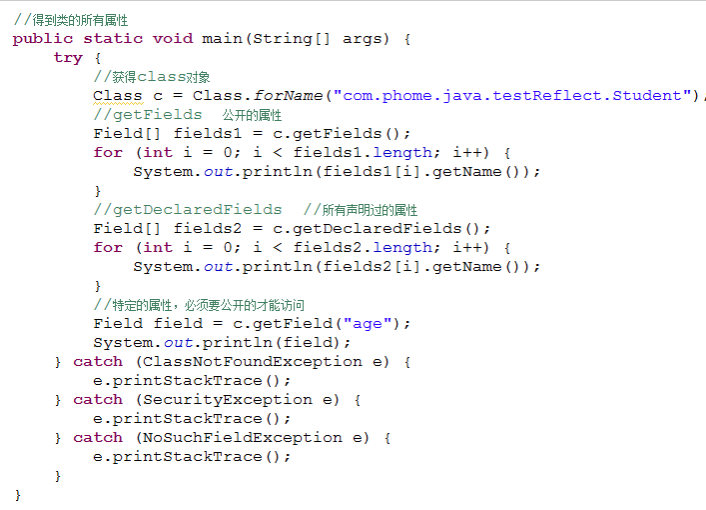 //得到类的所有属性
public static void main(String[] args) {
    try {
        //获得class对象
        Class c = Class.forName("com.phome.java.testReflect.Student")
        //getFields  公开的属性
        Field[] fields1 = c.getFields();
        for (int i = 0; i < fields1.length; i++) {
            System.out.println(fields1[i].getName());
        }
        //getDeclaredFields  //所有声明过的属性
        Field[] fields2 = c.getDeclaredFields();
        for (int i = 0; i < fields2.length; i++) {
            System.out.println(fields2[i].getName());
        }
        //特定的属性，必须要公开的才能访问
        Field field = c.getField("age");
        System.out.println(field);
    } catch (ClassNotFoundException e) {
        e.printStackTrace();
    } catch (SecurityException e) {
        e.printStackTrace();
    } catch (NoSuchFieldException e) {
        e.printStackTrace();
    }
}